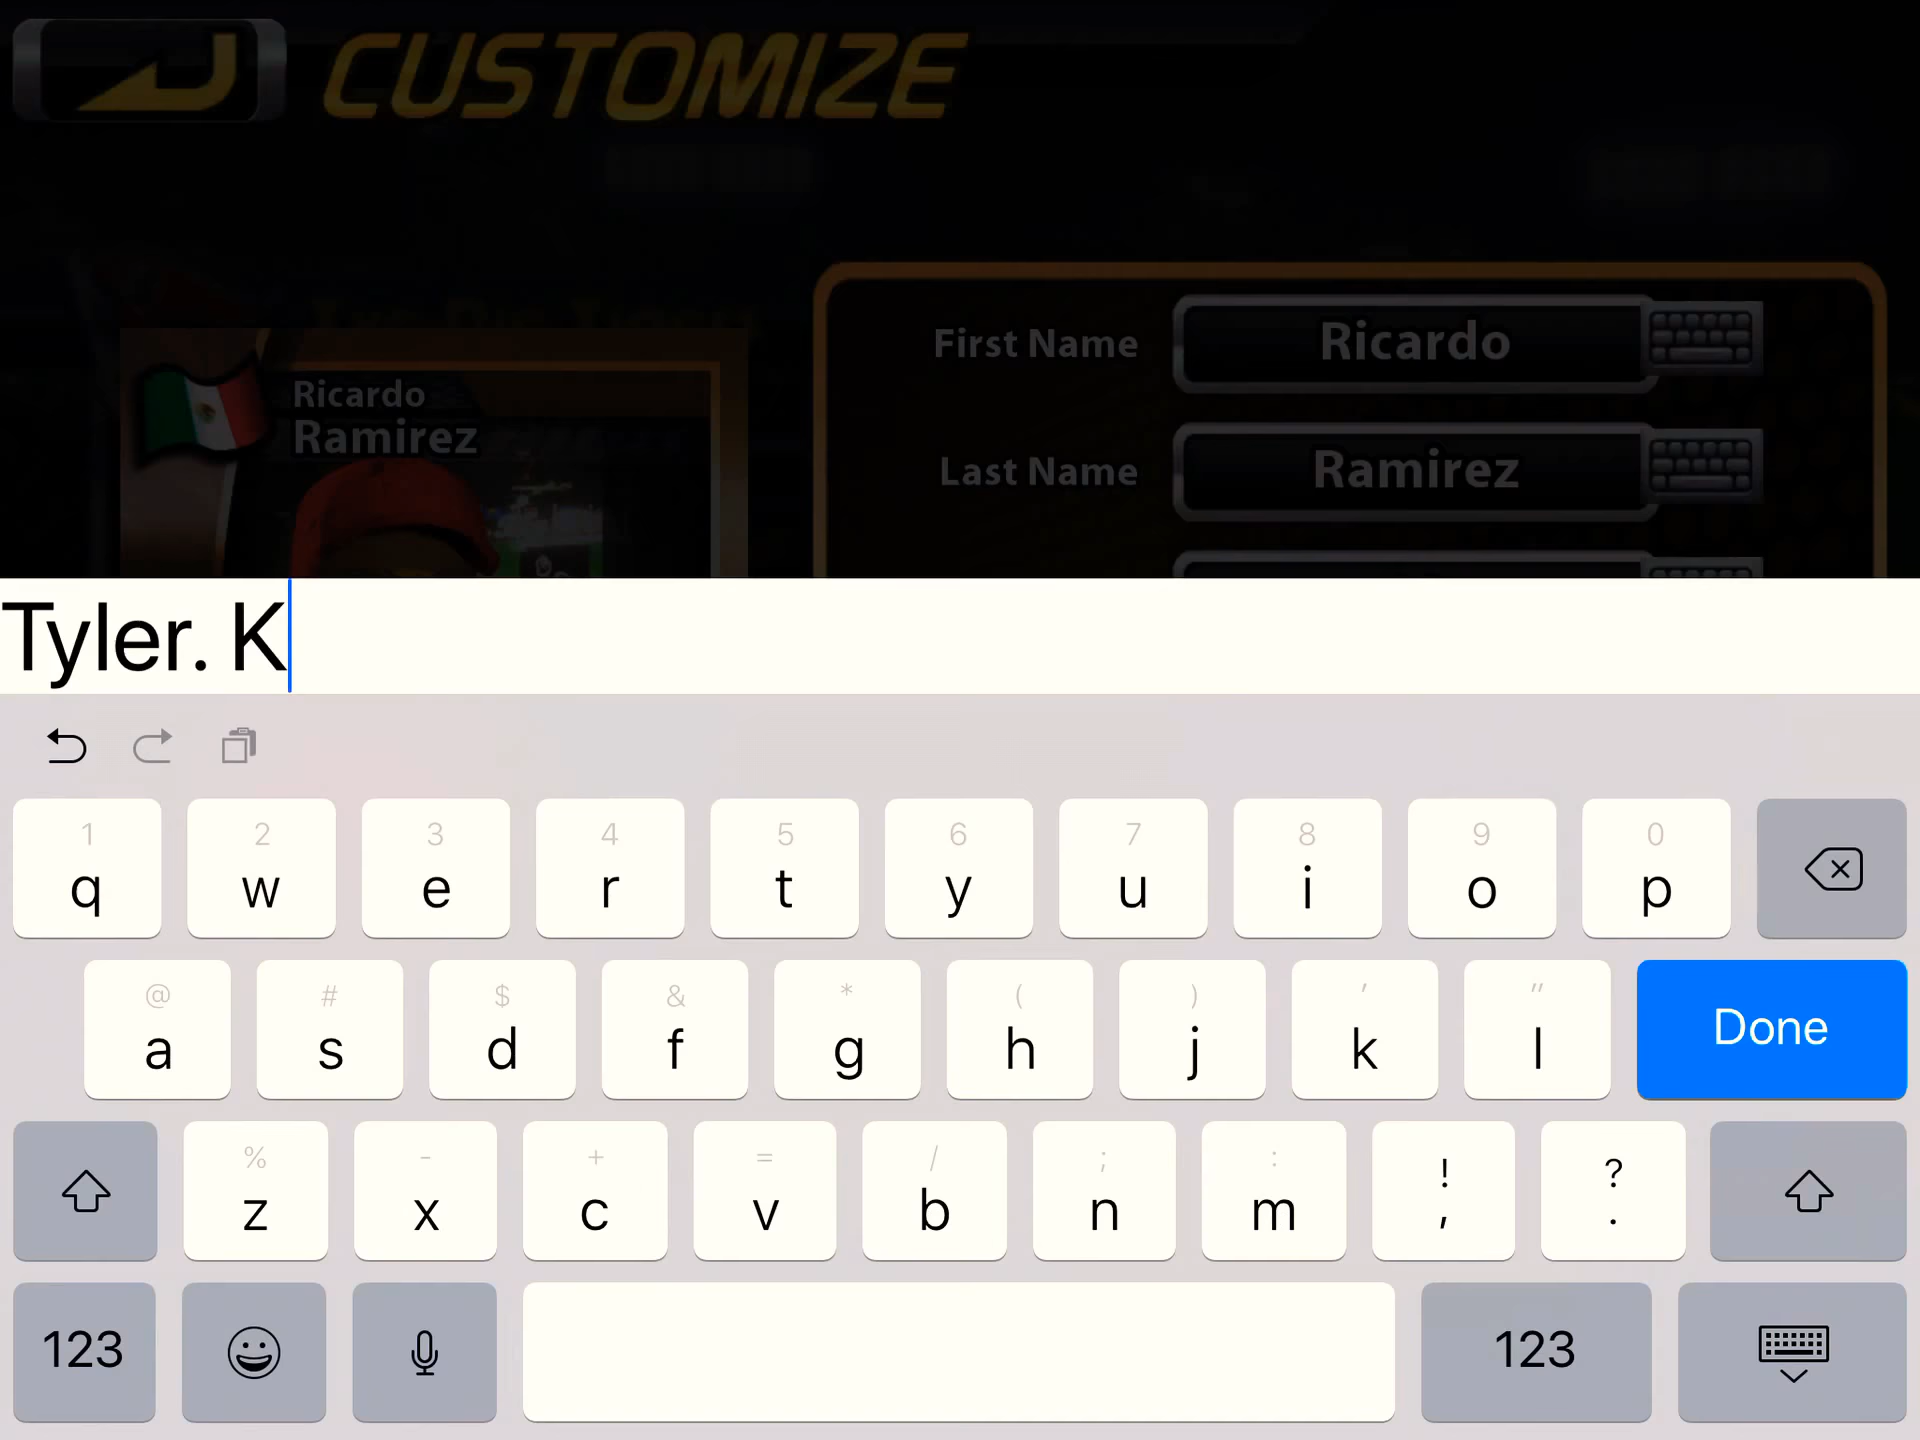 CUSTOMIZE
First Name
Ricardo
Last Name
Ramirez
Ricardo
Ramirez
Tyler. K
1 2 3 4 5 6 7 8 9 0
q w e r t y u i o p
@ # $ & * ( ) ' "
a s d f g h j k l Done
% - + = / ; : ! ?
z x c v b n m , .
123 123